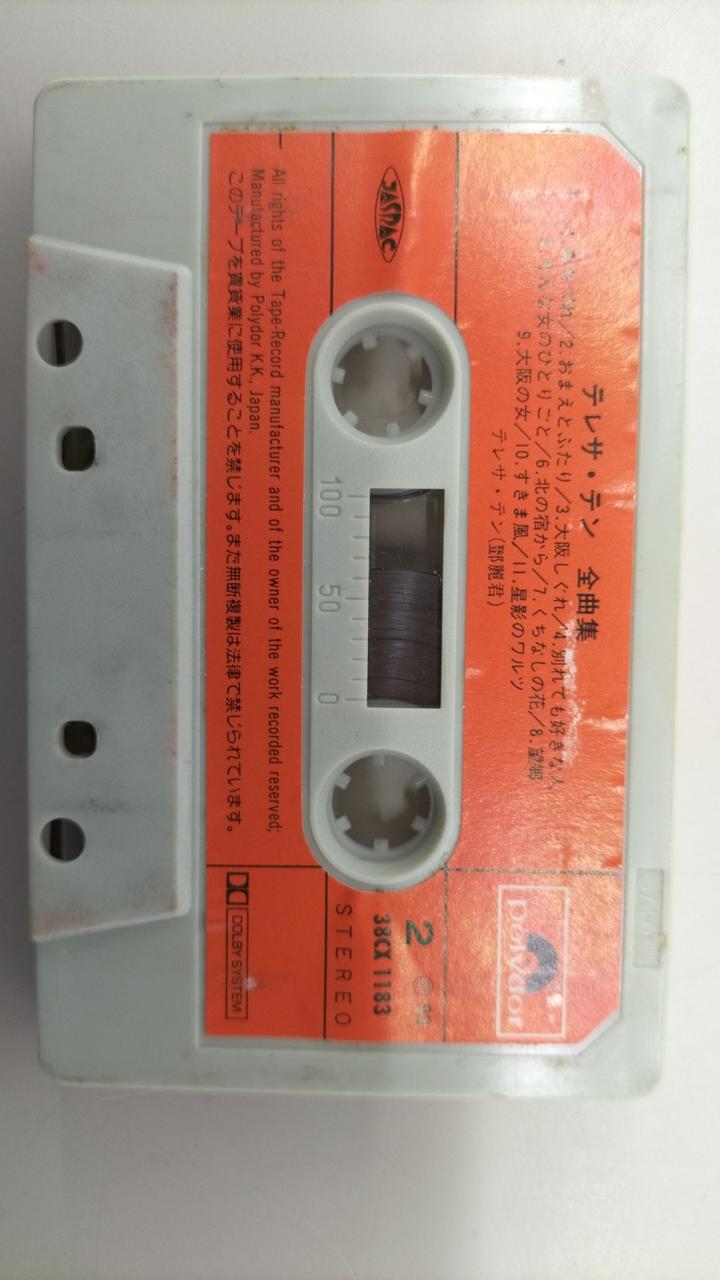 テレサ・テン 全曲集
れ/2.おまえとふたり/3.大阪しぐれ/4.別れても好きな人
な女のひとりごと/6.北の宿から/7.くちなしの花/8.望郷
9.大阪の女/10.すきま風/11.星影のワルツ
テレサ・テン(鄧麗君)
Polydor
JASRAC
2
38CX 1183
STEREO
100 50 0
All rights of the Tape-Record manufacturer and of the owner of the work recorded reserved;
Manufactured by Polydor K.K., Japan.
このテープを賃貸業に使用することを禁じます。また無断複製は法律で禁じられています。
DOLBY SYSTEM